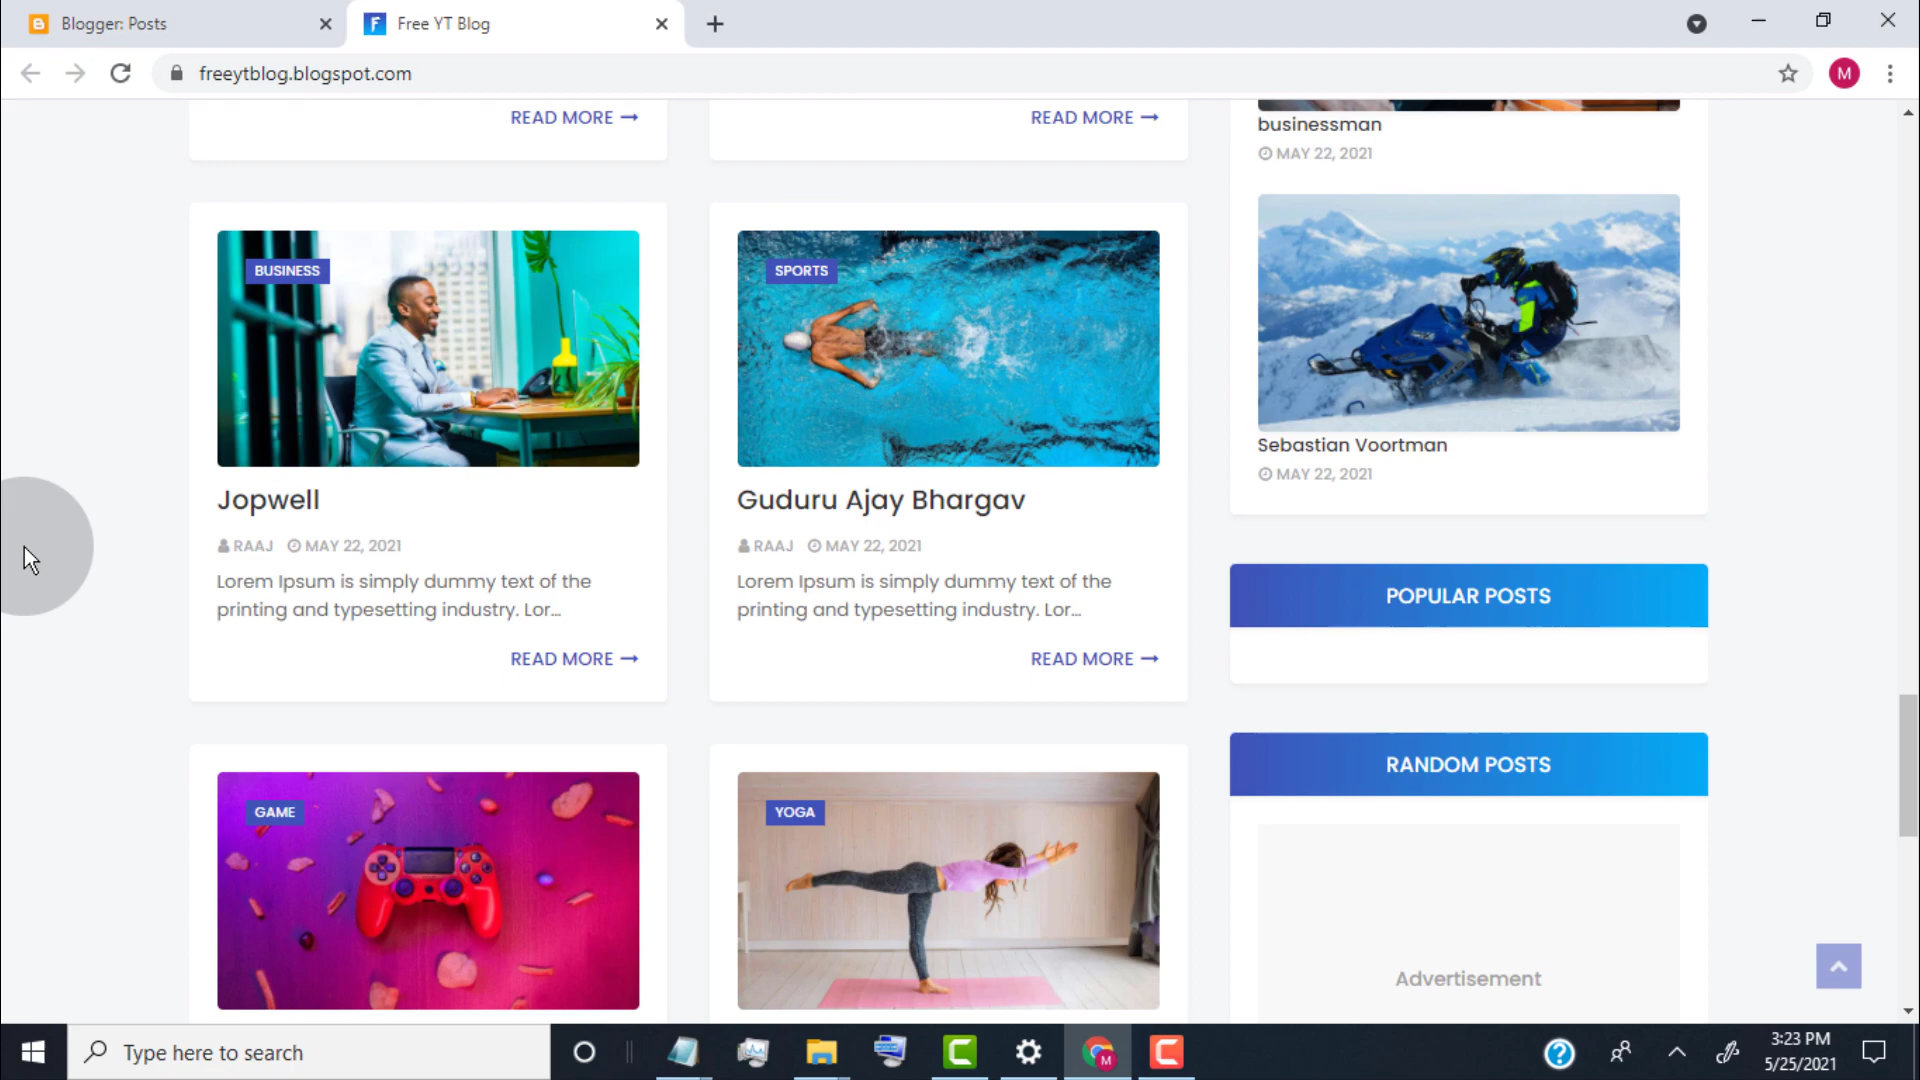 Blogger: Posts
Free YT Blog
freeytblog.blogspot.com
M
READ MORE
READ MORE
businessman
MAY 22, 2021
BUSINESS
SPORTS
Jopwell
RAAJ MAY 22, 2021
Lorem Ipsum is simply dummy text of the
printing and typesetting industry. Lor...
READ MORE
Guduru Ajay Bhargav
RAAJ MAY 22, 2021
Lorem Ipsum is simply dummy text of the
printing and typesetting industry. Lor...
READ MORE
Sebastian Voortman
MAY 22, 2021
POPULAR POSTS
RANDOM POSTS
Advertisement
GAME
YOGA
Type here to search
M
3:23 PM
5/25/2021